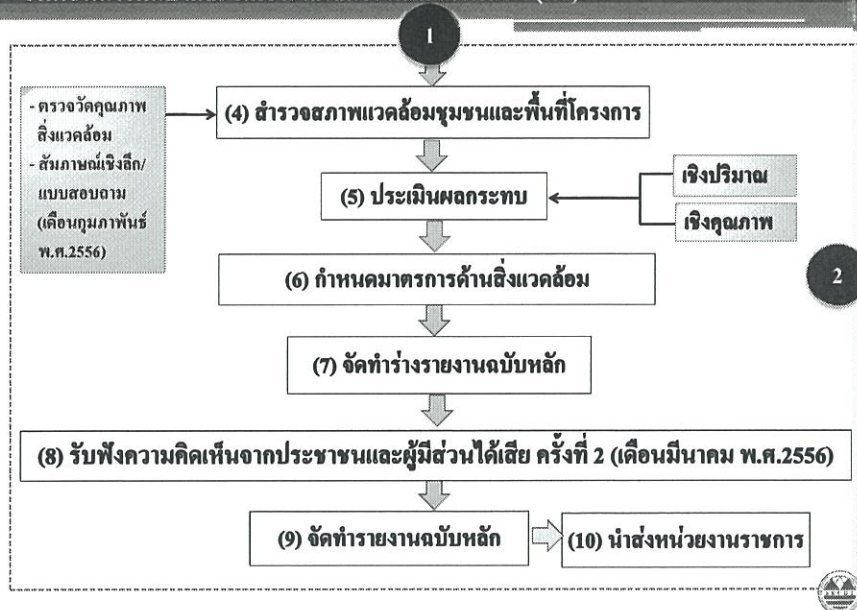 1
- ตรวจวัดคุณภาพ
สิ่งแวดล้อม
- สัมภาษณ์เชิงลึก/
แบบสอบถาม
(เดือนกุมภาพันธ์
พ.ศ.2556)
(4) สำรวจสภาพแวดล้อมชุมชนและพื้นที่โครงการ
(5) ประเมินผลกระทบ
เชิงปริมาณ
เชิงคุณภาพ
(6) กำหนดมาตรการด้านสิ่งแวดล้อม
2
(7) จัดทำร่างรายงานฉบับหลัก
(8) รับฟังความคิดเห็นจากประชาชนและผู้มีส่วนได้เสีย ครั้งที่ 2 (เดือนมีนาคม พ.ศ.2556)
(9) จัดทำรายงานฉบับหลัก
(10) นำส่งหน่วยงานราชการ